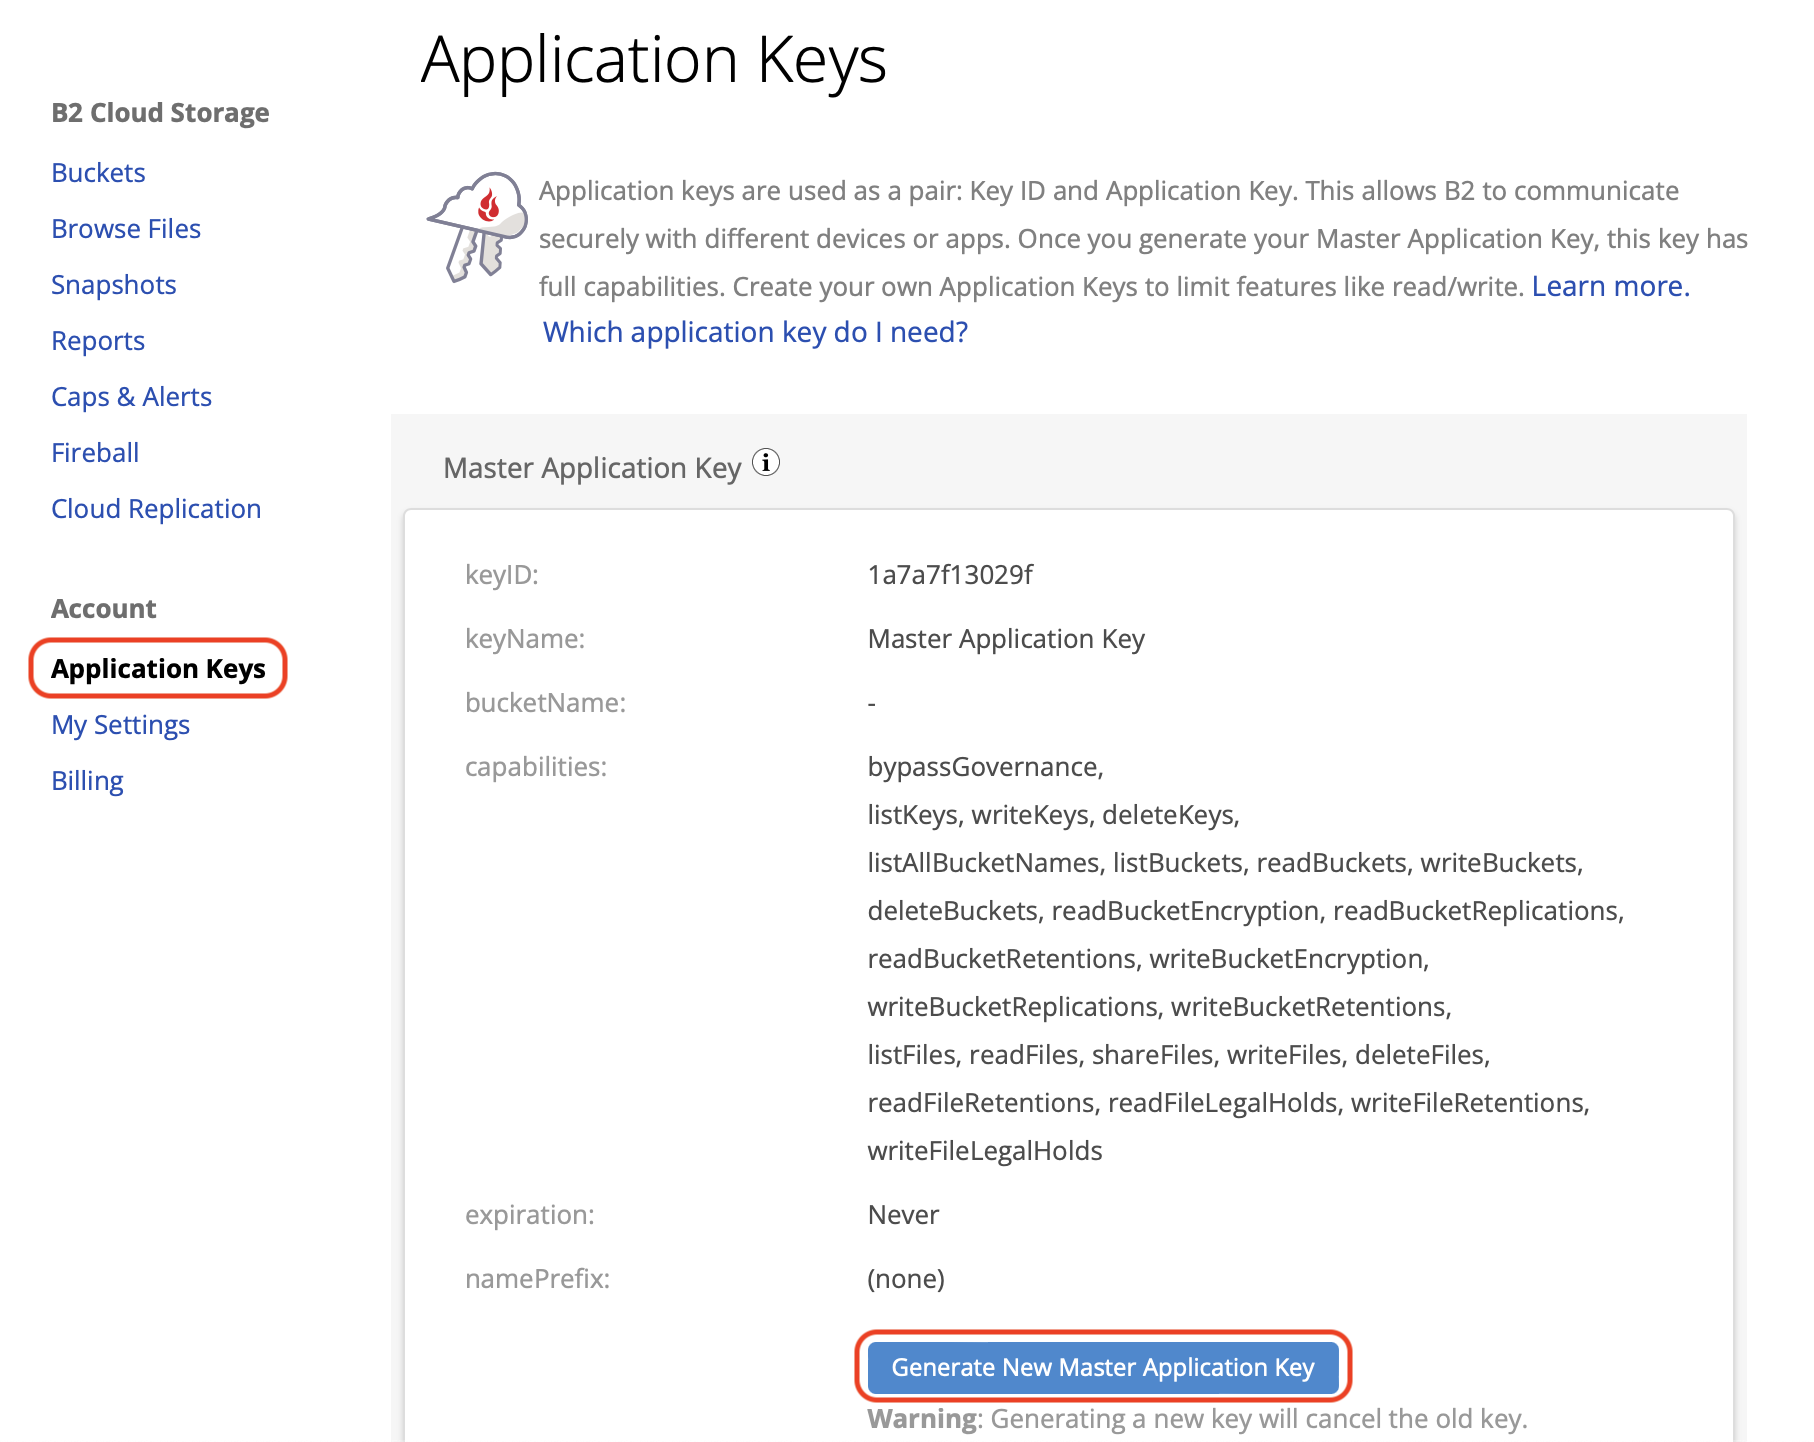 Application Keys
B2 Cloud Storage
Buckets
Browse Files
Snapshots
Reports
Caps & Alerts
Fireball
Cloud Replication
Account
Application Keys
My Settings
Billing
Application keys are used as a pair: Key ID and Application Key. This allows B2 to communicate
securely with different devices or apps. Once you generate your Master Application Key, this key has
full capabilities. Create your own Application Keys to limit features like read/write. Learn more.
Which application key do I need?
Master Application Key i
keyID: 1a7a7f13029f
keyName: Master Application Key
bucketName: -
capabilities: bypassGovernance,
listKeys, writeKeys, deleteKeys,
listAllBucketNames, listBuckets, readBuckets, writeBuckets,
deleteBuckets, readBucketEncryption, readBucketReplications,
readBucketRetentions, writeBucketEncryption,
writeBucketReplications, writeBucketRetentions,
listFiles, readFiles, shareFiles, writeFiles, deleteFiles,
readFileRetentions, readFileLegalHolds, writeFileRetentions,
writeFileLegalHolds
expiration: Never
namePrefix: (none)
Generate New Master Application Key
Warning: Generating a new key will cancel the old key.